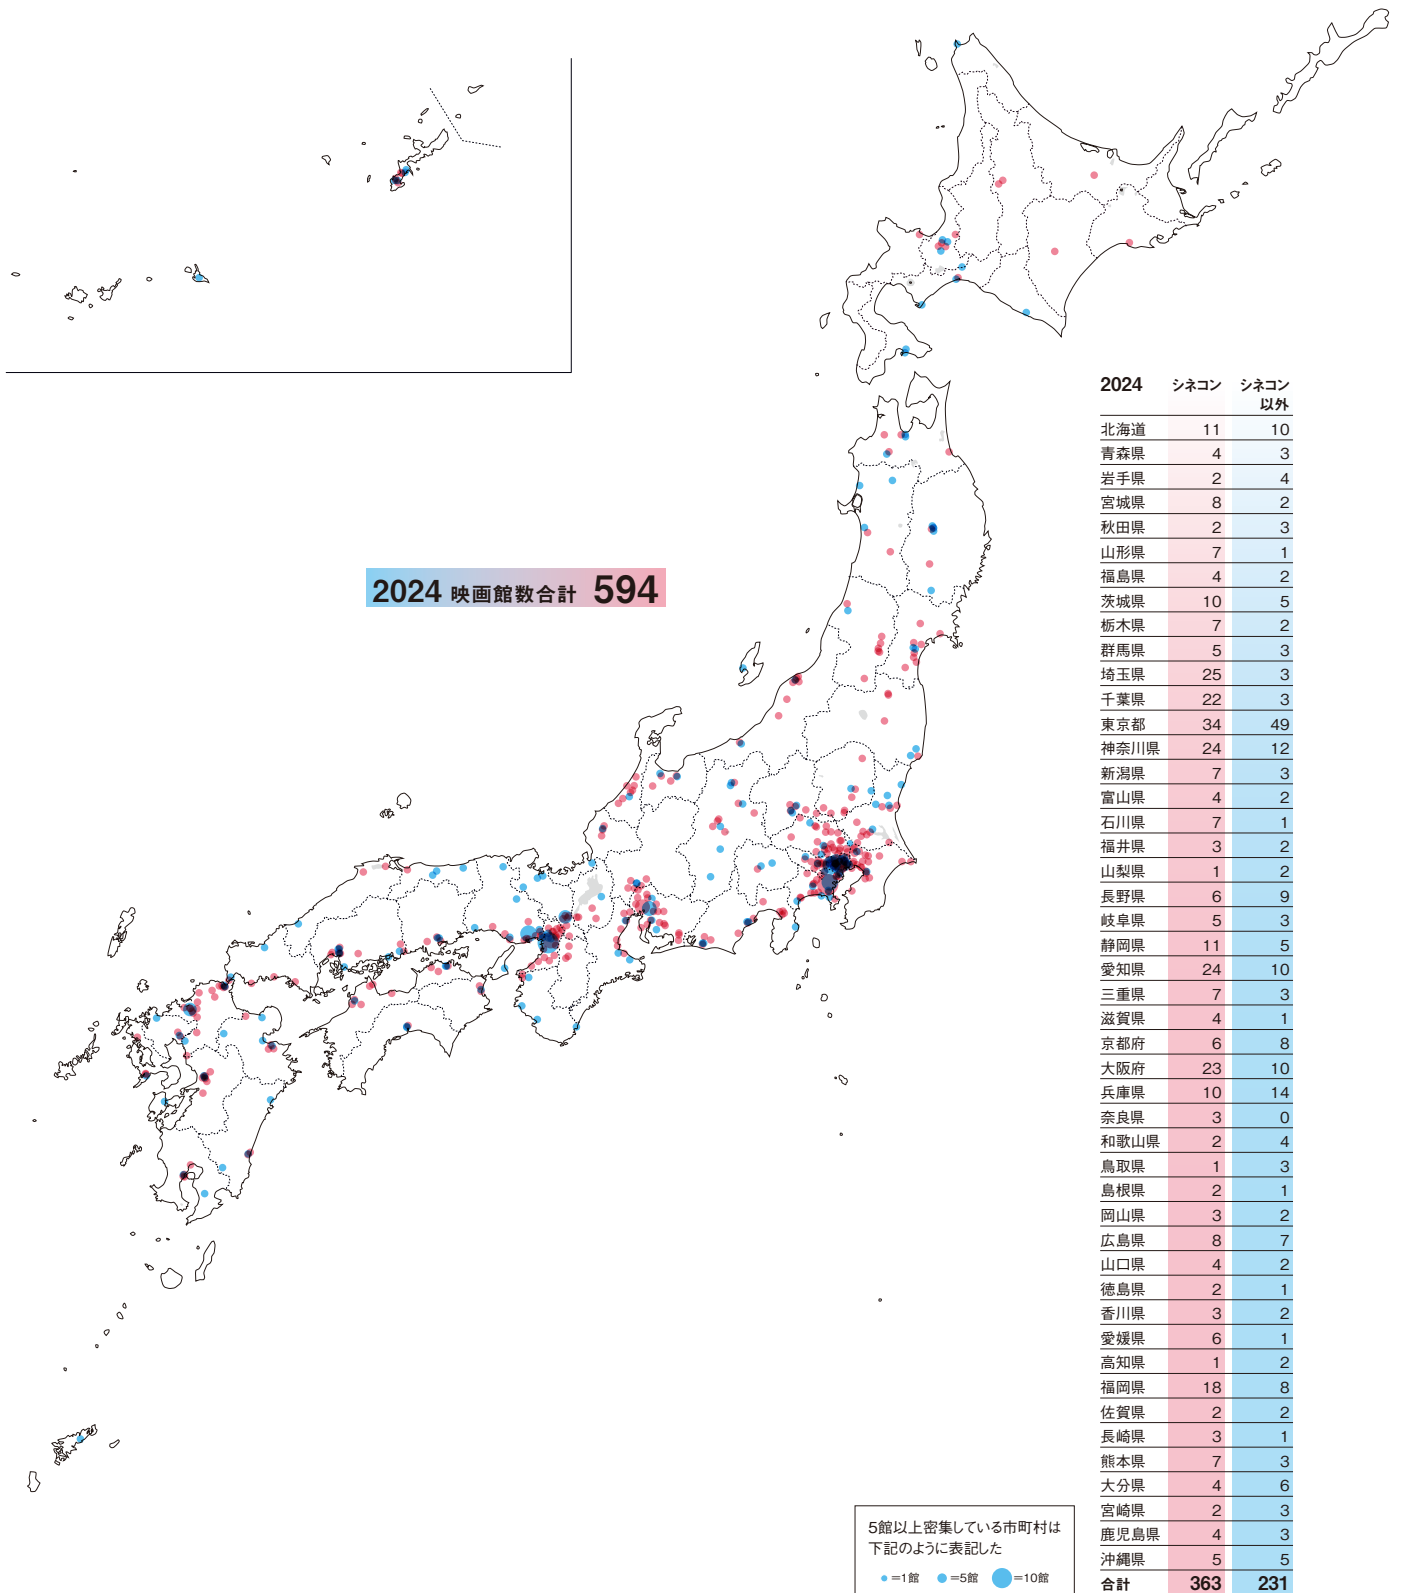 2024 シネコン シネコン
以外
北海道 11 10
青森県 4 3
岩手県 2 4
宮城県 8 2
秋田県 2 3
山形県 7 1
福島県 4 2
茨城県 10 5
栃木県 7 2
群馬県 5 3
埼玉県 25 3
千葉県 22 3
東京都 34 49
神奈川県 24 12
新潟県 7 3
富山県 4 2
石川県 7 1
福井県 3 2
山梨県 1 2
長野県 6 9
岐阜県 5 3
静岡県 11 5
愛知県 24 10
三重県 7 3
滋賀県 4 1
京都府 6 8
大阪府 23 10
兵庫県 10 14
奈良県 3 0
和歌山県 2 4
鳥取県 1 3
島根県 2 1
岡山県 3 2
広島県 8 7
山口県 4 2
徳島県 2 1
香川県 3 2
愛媛県 6 1
高知県 1 2
福岡県 18 8
佐賀県 2 2
長崎県 3 1
熊本県 7 3
大分県 4 6
宮崎県 2 3
鹿児島県 4 3
沖縄県 5 5
合計 363 231
2024 映画館数合計 594
5館以上密集している市町村は
下記のように表記した
=1館 =5館 =10館